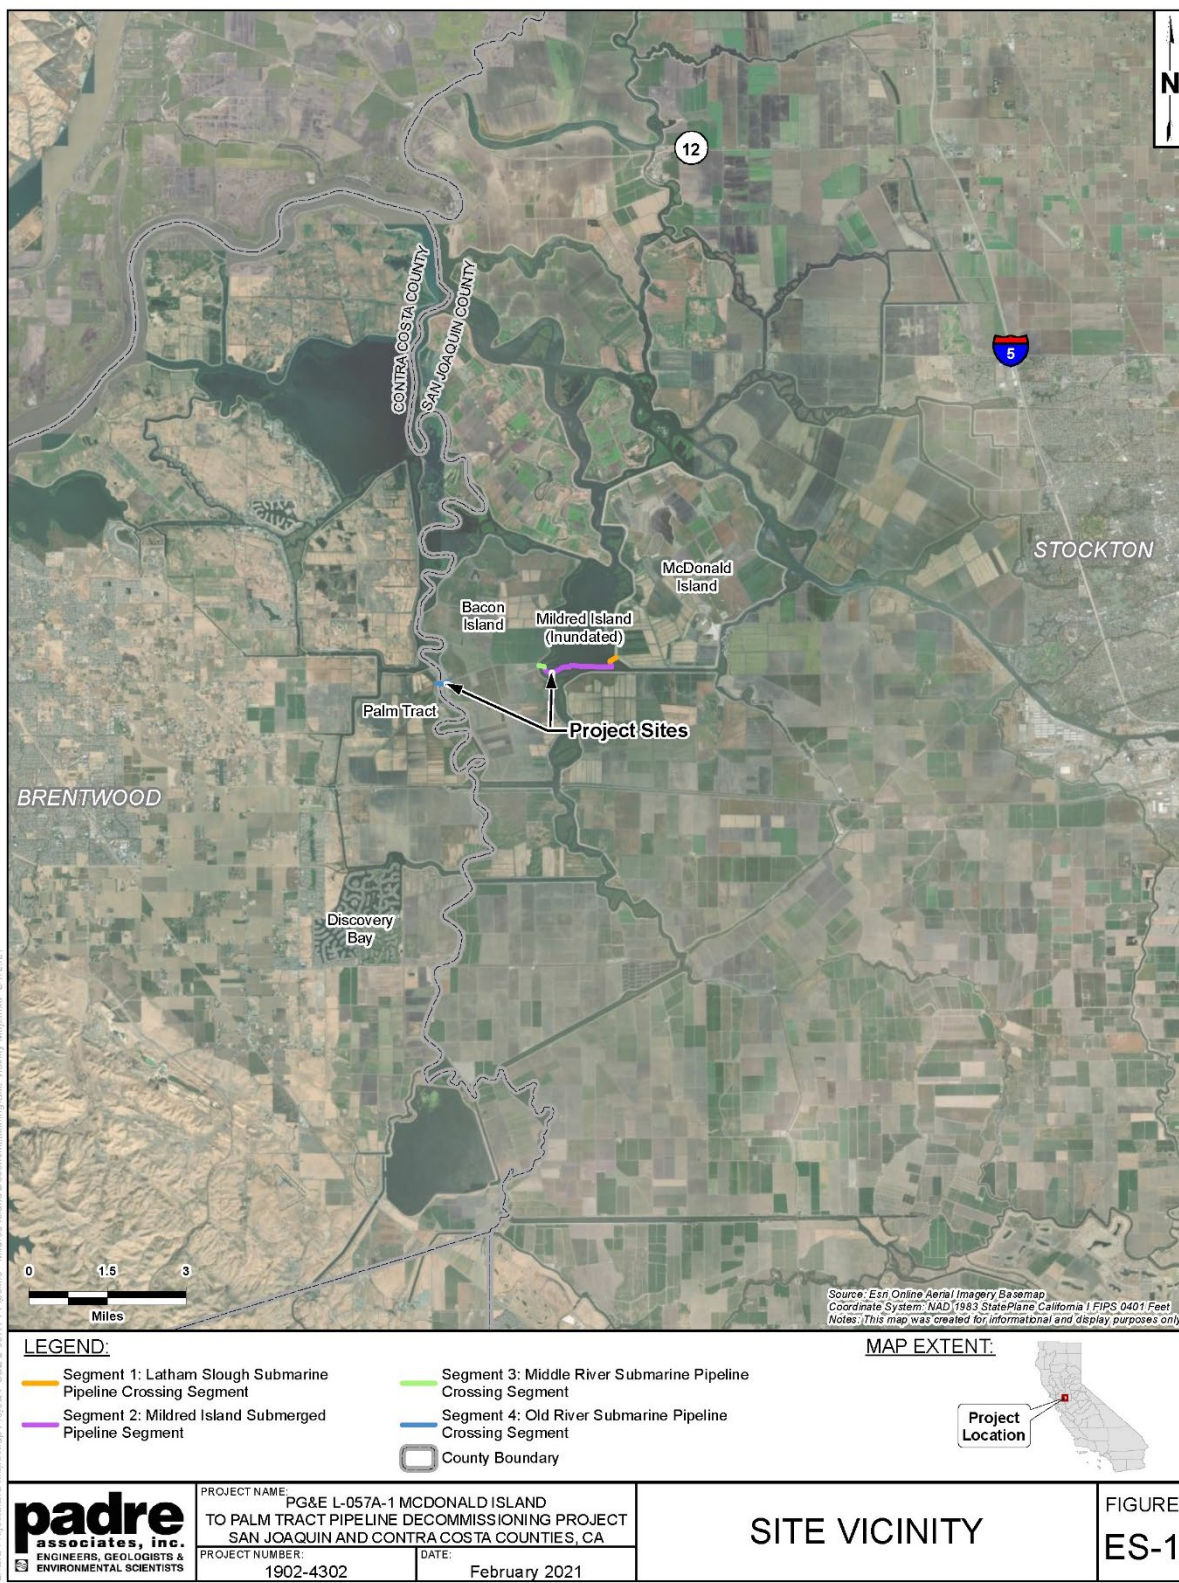 N
12
CONTRA COSTA COUNTY
SAN JOAQUIN COUNTY
5
STOCKTON
McDonald
Island
Bacon
Island
Mildred Island
(Inundated)
Palm Tract
Project Sites
BRENTWOOD
Discovery
Bay
0 1.5 3
Miles
Source: Esri Online Aerial Imagery Basemap
Coordinate System: NAD 1983 StatePlane California I FIPS 0401 Feet
Notes: This map was created for informational and display purposes only
LEGEND:
Segment 1: Latham Slough Submarine
Pipeline Crossing Segment
Segment 2: Mildred Island Submerged
Pipeline Segment
Segment 3: Middle River Submarine Pipeline
Crossing Segment
Segment 4: Old River Submarine Pipeline
Crossing Segment
County Boundary
MAP EXTENT:
Project
Location
padre
associates, inc.
ENGINEERS, GEOLOGISTS &
ENVIRONMENTAL SCIENTISTS
PROJECT NAME:
PG&E L-057A-1 MCDONALD ISLAND
TO PALM TRACT PIPELINE DECOMMISSIONING PROJECT
SAN JOAQUIN AND CONTRA COSTA COUNTIES, CA
PROJECT NUMBER:
1902-4302
DATE:
February 2021
SITE VICINITY
FIGURE
ES-1